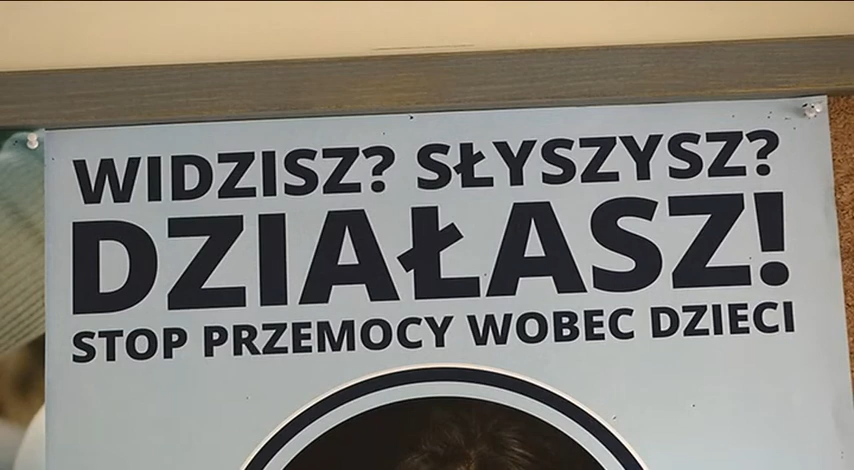 WIDZISZ? SŁYSZYSZ?
DZIAŁASZ!
STOP PRZEMOCY WOBEC DZIECI